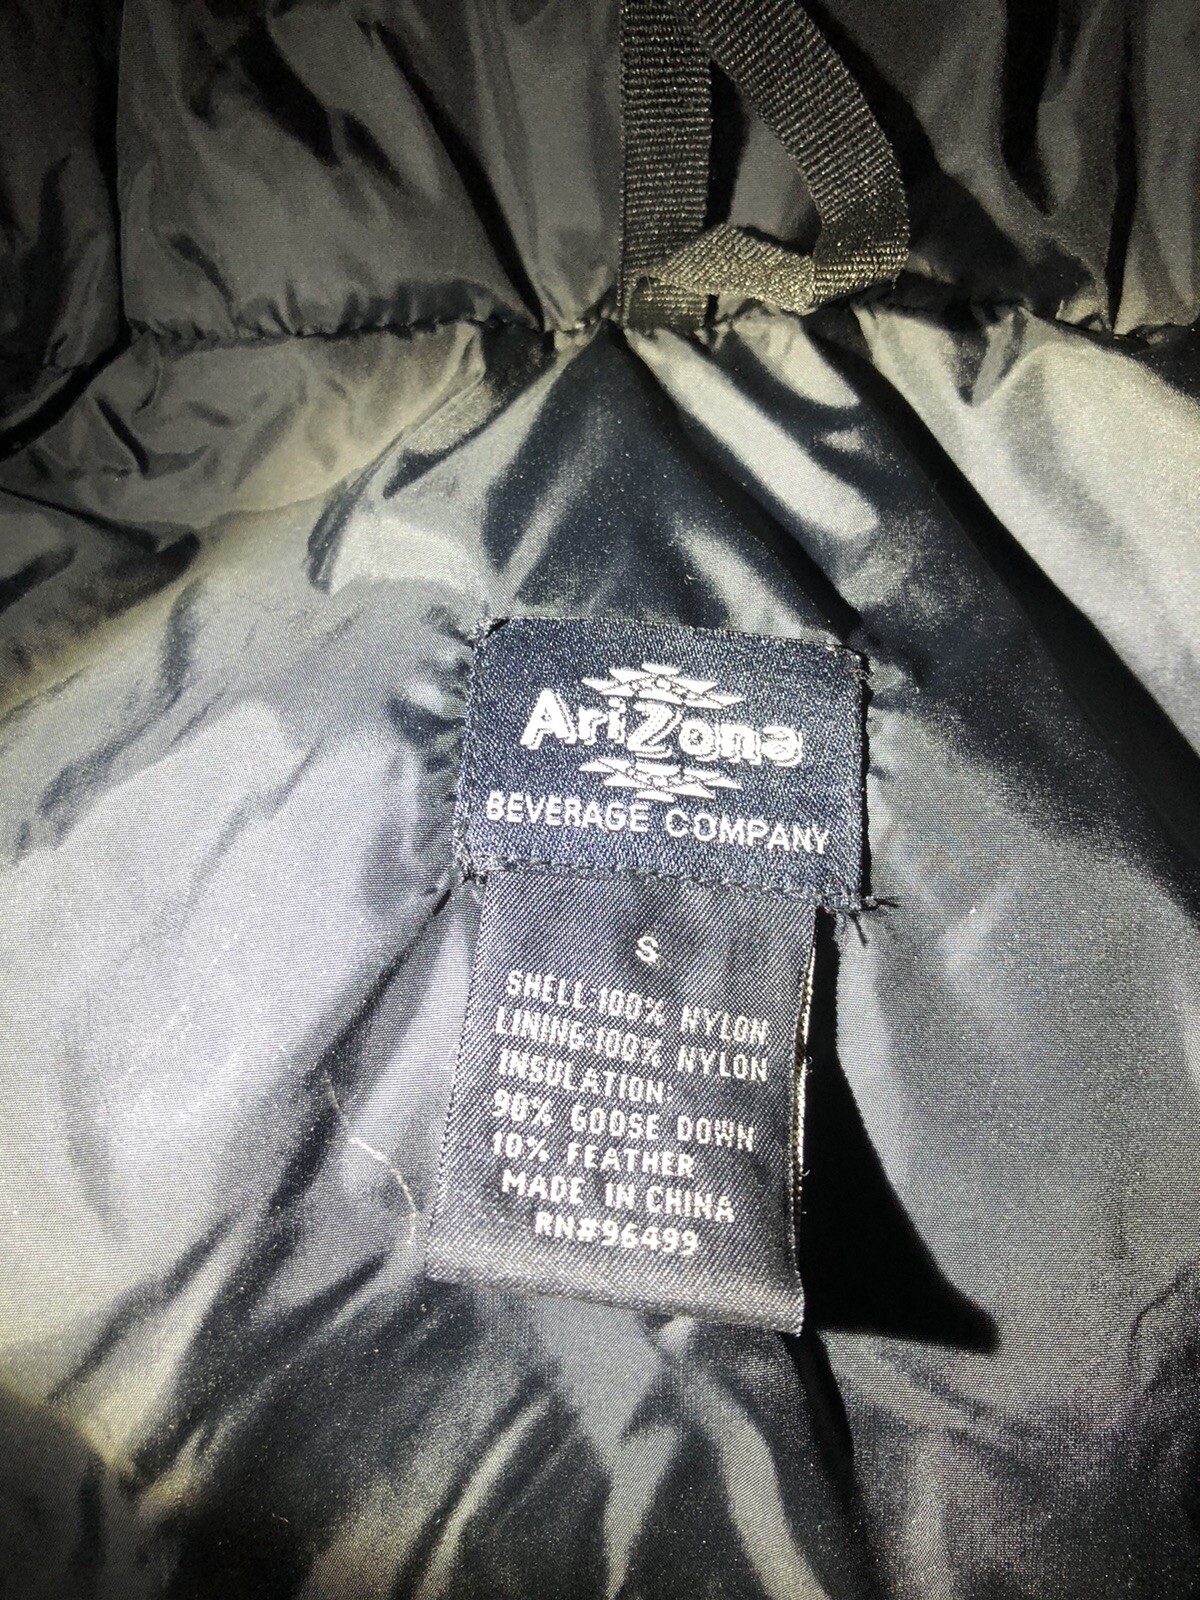 AriZona
BEVERAGE COMPANY
S
SHELL:100% NYLON
LINING:100% NYLON
INSULATION:
90% GOOSE DOWN
10% FEATHER
MADE IN CHINA
RN#96499